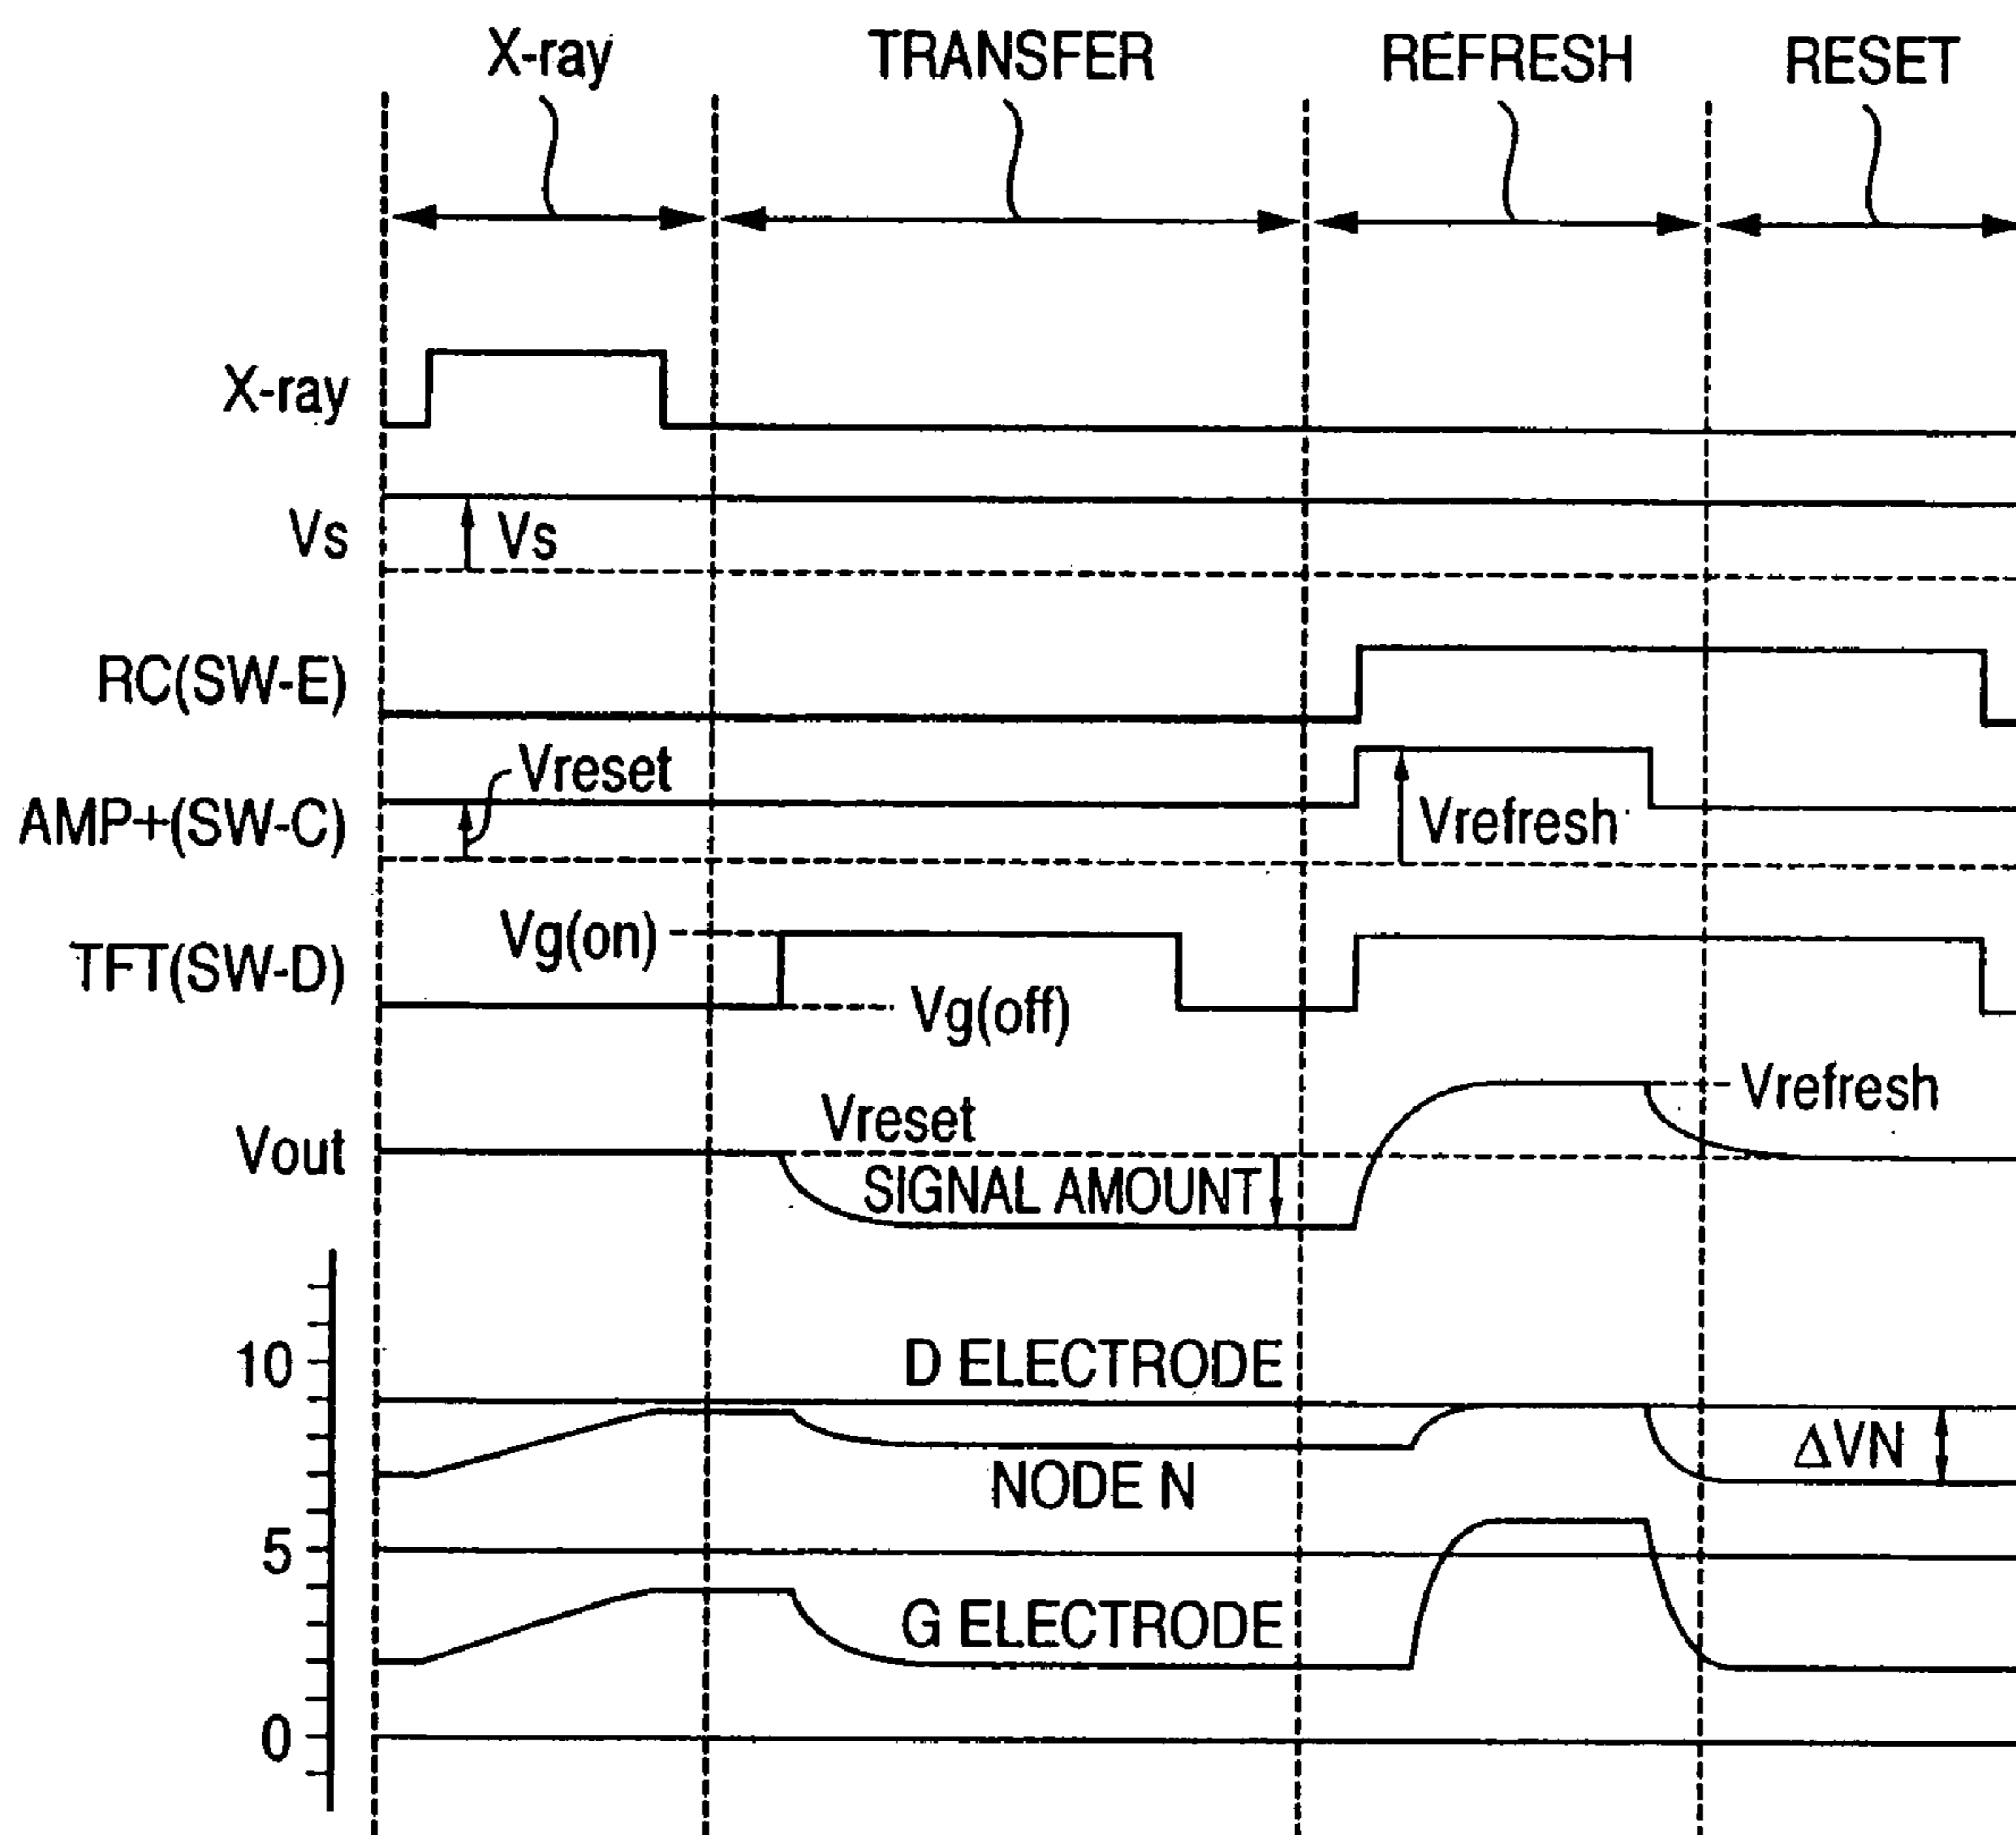 X-ray TRANSFER REFRESH RESET
X-ray
Vs Vs
RC(SW-E)
Vreset
AMP+(SW-C) Vrefresh
Vg(on)
TFT(SW-D)
Vg(off)
Vrefresh
Vreset
Vout
SIGNAL AMOUNT
10 D ELECTRODE
ΔVN
NODE N
5
G ELECTRODE
0